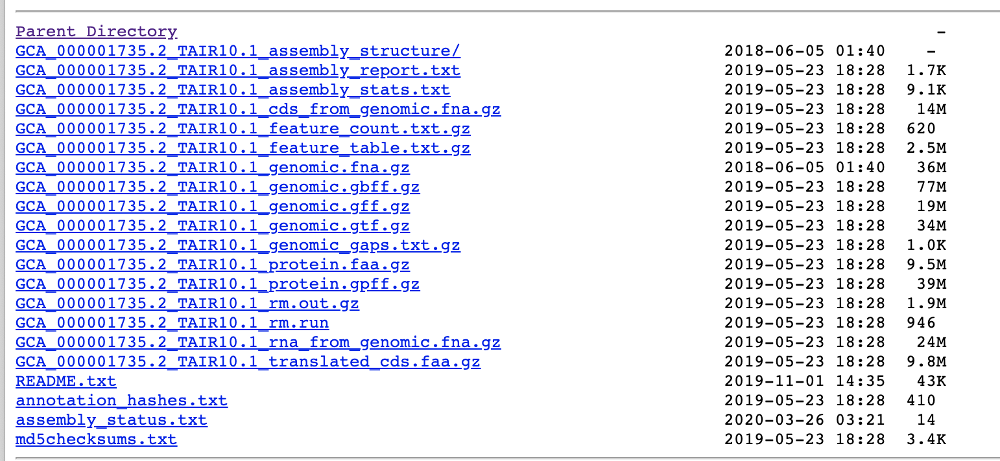 Parent Directory -
GCA_000001735.2_TAIR10.1_assembly_structure/ 2018-06-05 01:40 -
GCA_000001735.2_TAIR10.1_assembly_report.txt 2019-05-23 18:28 1.7K
GCA_000001735.2_TAIR10.1_assembly_stats.txt 2019-05-23 18:28 9.1K
GCA_000001735.2_TAIR10.1_cds_from_genomic.fna.gz 2019-05-23 18:28 14M
GCA_000001735.2_TAIR10.1_feature_count.txt.gz 2019-05-23 18:28 620
GCA_000001735.2_TAIR10.1_feature_table.txt.gz 2019-05-23 18:28 2.5M
GCA_000001735.2_TAIR10.1_genomic.fna.gz 2018-06-05 01:40 36M
GCA_000001735.2_TAIR10.1_genomic.gbff.gz 2019-05-23 18:28 77M
GCA_000001735.2_TAIR10.1_genomic.gff.gz 2019-05-23 18:28 19M
GCA_000001735.2_TAIR10.1_genomic.gtf.gz 2019-05-23 18:28 34M
GCA_000001735.2_TAIR10.1_genomic_gaps.txt.gz 2019-05-23 18:28 1.0K
GCA_000001735.2_TAIR10.1_protein.faa.gz 2019-05-23 18:28 9.5M
GCA_000001735.2_TAIR10.1_protein.gpff.gz 2019-05-23 18:28 39M
GCA_000001735.2_TAIR10.1_rm.out.gz 2019-05-23 18:28 1.9M
GCA_000001735.2_TAIR10.1_rm.run 2019-05-23 18:28 946
GCA_000001735.2_TAIR10.1_rna_from_genomic.fna.gz 2019-05-23 18:28 24M
GCA_000001735.2_TAIR10.1_translated_cds.faa.gz 2019-05-23 18:28 9.8M
README.txt 2019-11-01 14:35 43K
annotation_hashes.txt 2019-05-23 18:28 410
assembly_status.txt 2020-03-26 03:21 14
md5checksums.txt 2019-05-23 18:28 3.4K